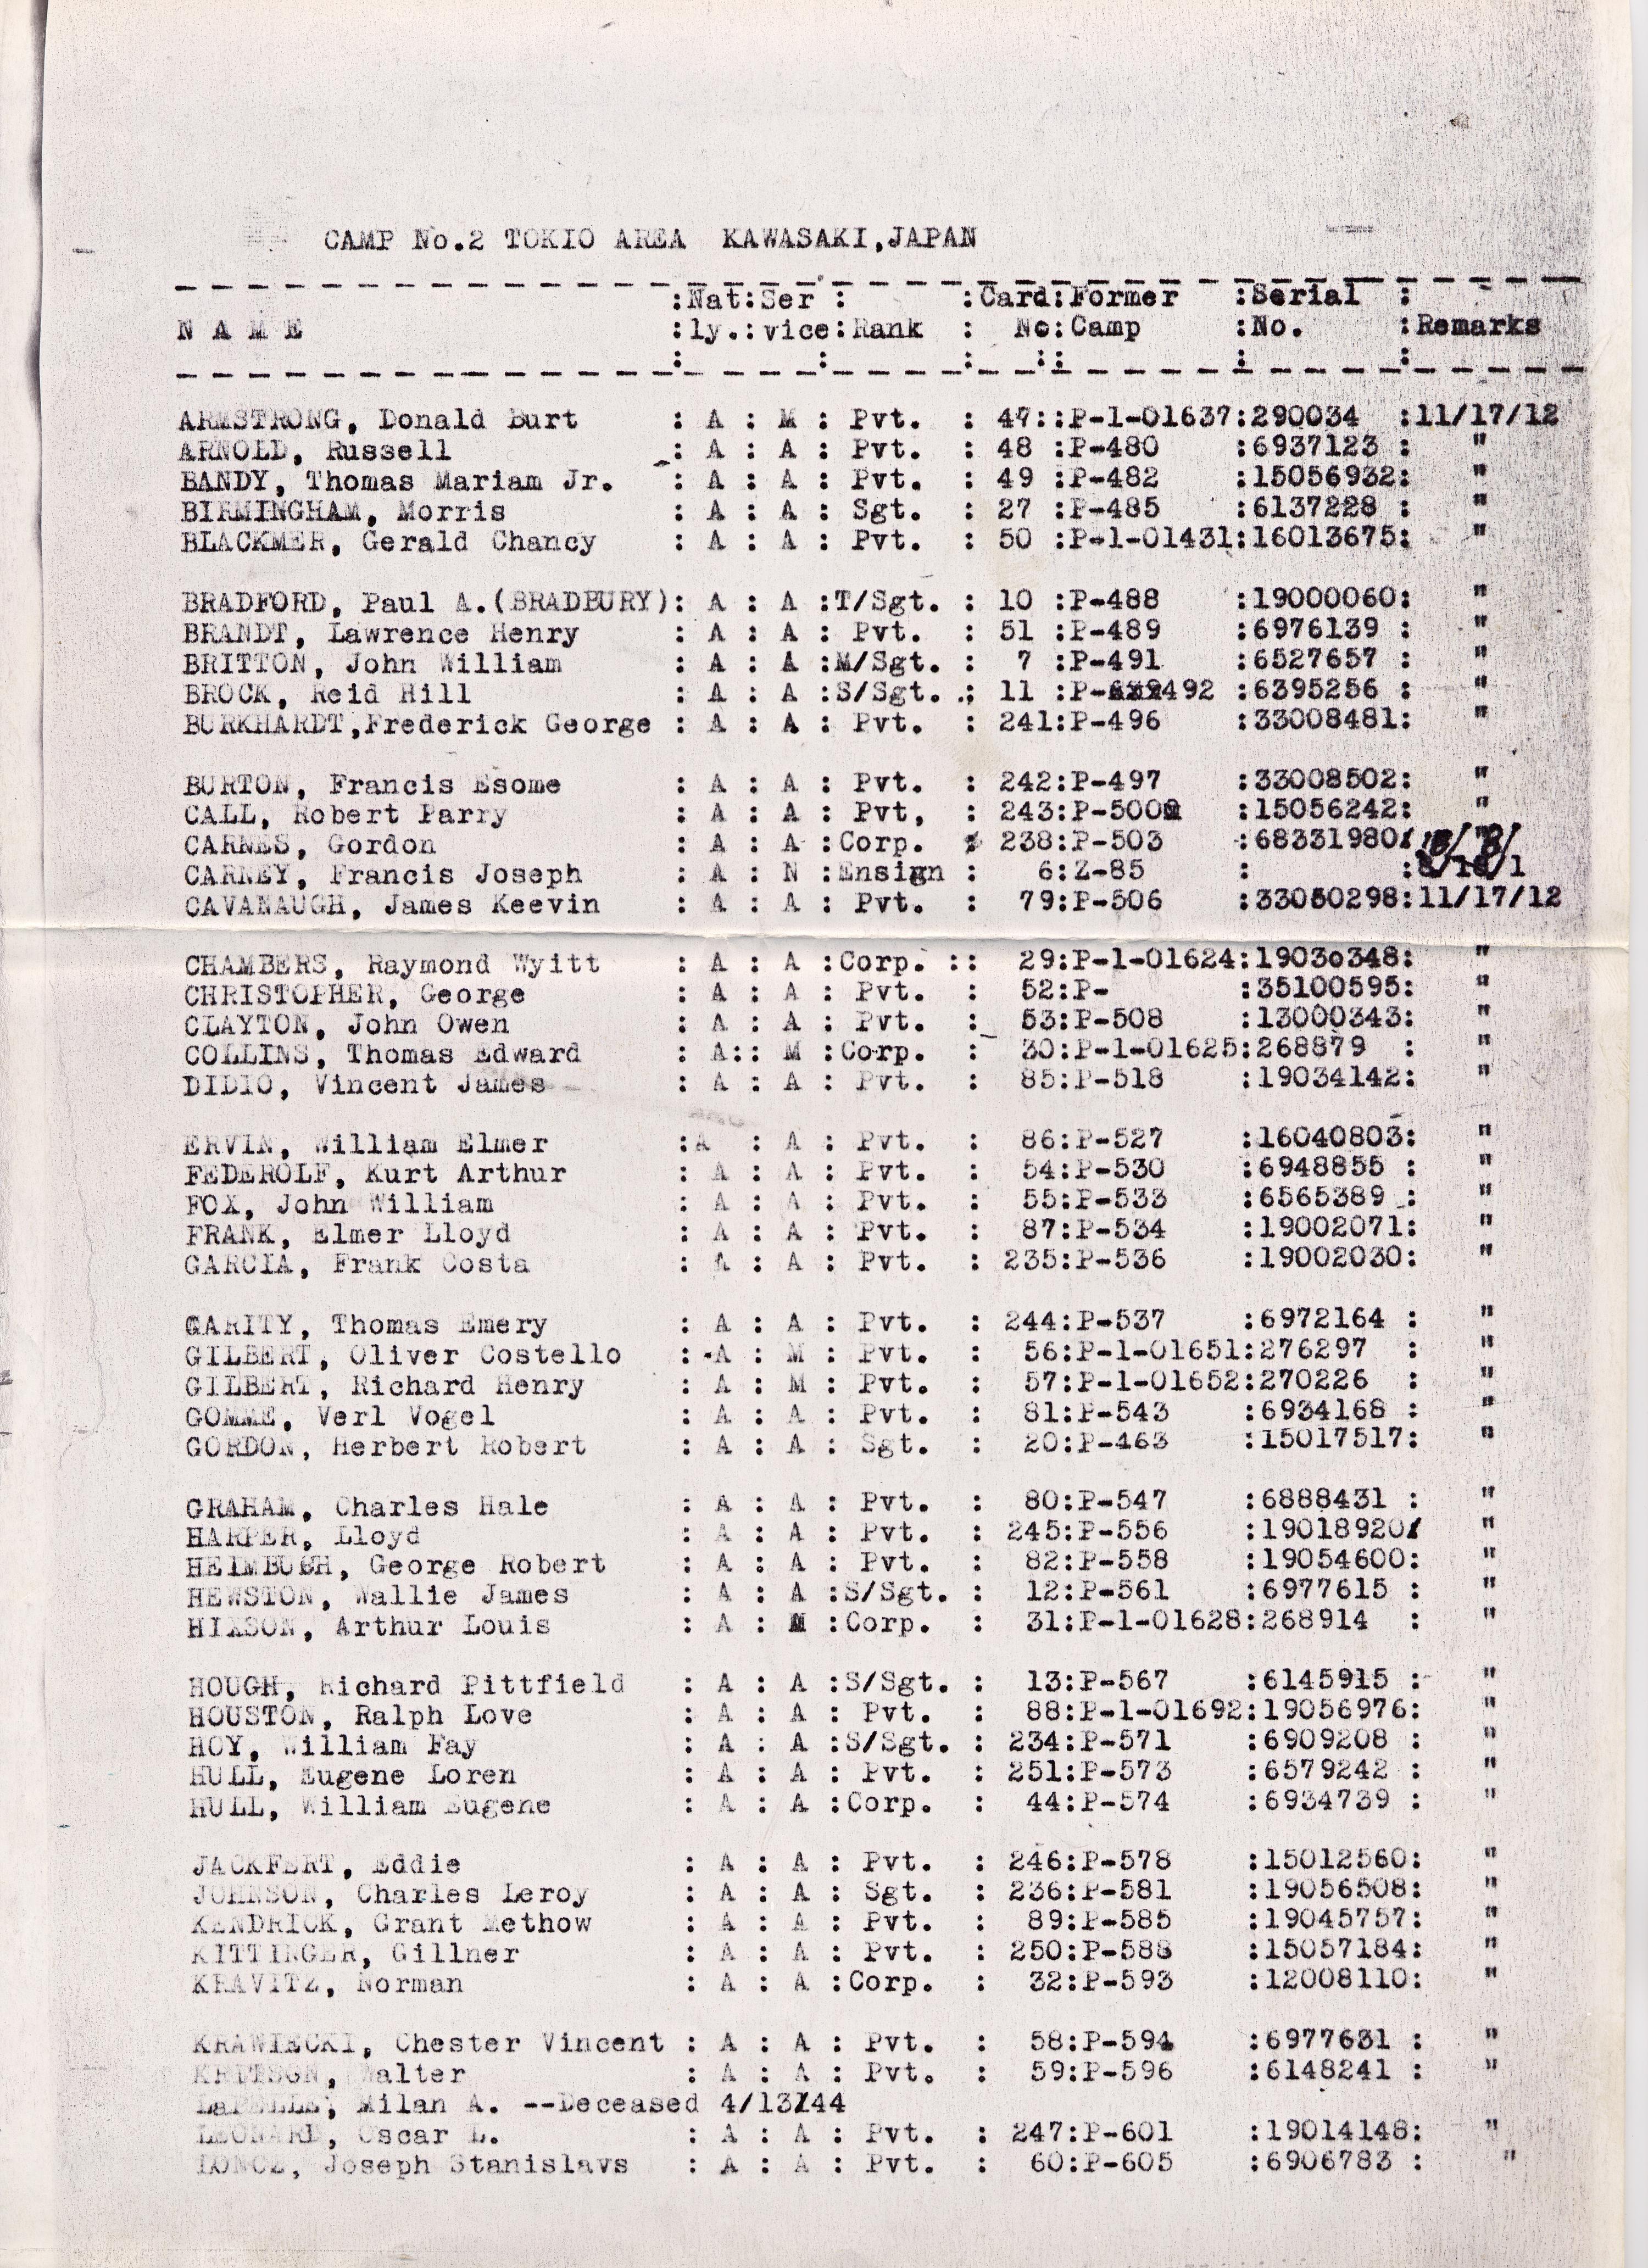 CAMP No.2 TOKIO AREA KAWASAKI,JAPAN
:Nat:Ser : :Card:Former :Serial :
N A M E :ly.:vice:Rank : No:Camp :No. :Remarks
ARMSTRONG, Donald Burt : A : M : Pvt. : 47::P-1-01637:290034 :11/17/12
ARNOLD, Russell : A : A : Pvt. : 48 :P-480 :6937123 : "
BANDY, Thomas Mariam Jr. : A : A : Pvt. : 49 :P-482 :15056932: "
BIRMINGHAM, Morris : A : A : Sgt. : 27 :P-485 :6137228 : "
BLACKMER, Gerald Chancy : A : A : Pvt. : 50 :P-1-01431:16013675: "
BRADFORD, Paul A.(BRADBURY): A : A :T/Sgt. : 10 :P-488 :19000060: "
BRANDT, Lawrence Henry : A : A : Pvt. : 51 :P-489 :6976139 : "
BRITTON, John William : A : A :M/Sgt. : 7 :P-491 :6527657 : "
BROCK, Reid Hill : A : A :S/Sgt. : 11 :P-492 :6395256 : "
BURKHARDT,Frederick George : A : A : Pvt. : 241:P-496 :33008481: "
BURTON, Francis Esome : A : A : Pvt. : 242:P-497 :33008502: "
CALL, Robert Parry : A : A : Pvt, : 243:P-500 :15056242: "
CARNES, Gordon : A : A :Corp. : 238:P-503 :68331980: "
CARNEY, Francis Joseph : A : N :Ensign : 6:Z-85 : :8/18/1
CAVANAUGH, James Keevin : A : A : Pvt. : 79:P-506 :33050298:11/17/12
CHAMBERS, Raymond Wyitt : A : A :Corp. :: 29:P-1-01624:19030348: "
CHRISTOPHER, George : A : A : Pvt. : 52:P- :35100595: "
CLAYTON, John Owen : A : A : Pvt. : 53:P-508 :13000343: "
COLLINS, Thomas Edward : A:: M :Corp. : 30:P-1-01625:268879 : "
DIDIO, Vincent James : A : A : Pvt. : 85:P-518 :19034142: "
ERVIN, William Elmer :A : A : Pvt. : 86:P-527 :16040803: "
FEDEROLF, Kurt Arthur : A : A : Pvt. : 54:P-530 :6948855 : "
FOX, John William : A : A : Pvt. : 55:P-533 :6565389 : "
FRANK, Elmer Lloyd : A : A : Pvt. : 87:P-534 :19002071: "
GARCIA, Frank Costa : A : A : Pvt. : 235:P-536 :19002030: "
GARITY, Thomas Emery : A : A : Pvt. : 244:P-537 :6972164 : "
GILBERT, Oliver Costello : A : M : Pvt. : 56:P-1-01651:276297 : "
GILBERT, Richard Henry : A : M : Pvt. : 57:P-1-01652:270226 : "
GOMME, Verl Vogel : A : A : Pvt. : 81:P-543 :6934168 : "
GORDON, Herbert Robert : A : A : Sgt. : 20:P-463 :15017517: "
GRAHAM, Charles Hale : A : A : Pvt. : 80:P-547 :6888431 : "
HARPER, Lloyd : A : A : Pvt. : 245:P-556 :19018920: "
HEIMBUGH, George Robert : A : A : Pvt. : 82:P-558 :19054600: "
HEWSTON, Wallie James : A : A :S/Sgt. : 12:P-561 :6977615 : "
HIXSON, Arthur Louis : A : M :Corp. : 31:P-1-01628:268914 : "
HOUGH, Richard Pittfield : A : A :S/Sgt. : 13:P-567 :6145915 : "
HOUSTON, Ralph Love : A : A : Pvt. : 88:P-1-01692:19056976: "
HOY, William Fay : A : A :S/Sgt. : 234:P-571 :6909208 : "
HULL, Eugene Loren : A : A : Pvt. : 251:P-573 :6579242 : "
HULL, William Eugene : A : A :Corp. : 44:P-574 :6934739 : "
JACKFERT, Eddie : A : A : Pvt. : 246:P-578 :15012560: "
JOHNSON, Charles Leroy : A : A : Sgt. : 236:P-581 :19056508: "
KENDRICK, Grant Methow : A : A : Pvt. : 89:P-585 :19045757: "
KITTINGER, Gillner : A : A : Pvt. : 250:P-588 :15057184: "
KRAVITZ, Norman : A : A :Corp. : 32:P-593 :12008110: "
KRAWIECKI, Chester Vincent : A : A : Pvt. : 58:P-594 :6977631 : "
KRETSON, Walter : A : A : Pvt. : 59:P-596 :6148241 : "
LaPELLE, Milan A. --Deceased 4/13/44
LEONARD, Oscar L. : A : A : Pvt. : 247:P-601 :19014148: "
LONCZ, Joseph Stanislavs : A : A : Pvt. : 60:P-605 :6906783 : "